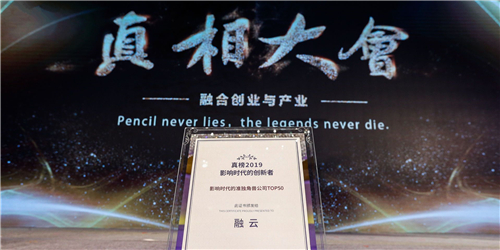 真相大會
融合创业与产业
Pencil never lies, the legends never die.
真榜2019
影响时代的创新者
影响时代的准独角兽公司TOP50
融云